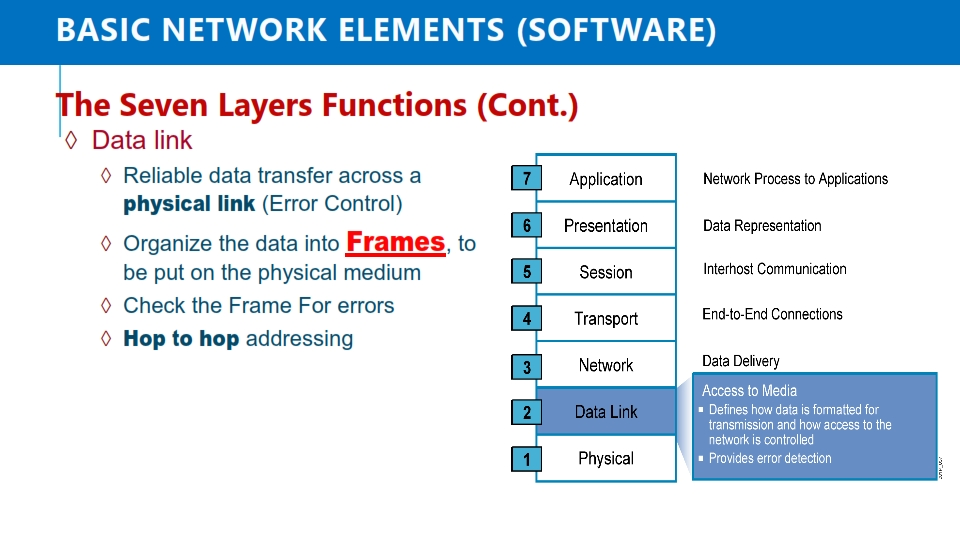 BASIC NETWORK ELEMENTS (SOFTWARE)
The Seven Layers Functions (Cont.)
◊ Data link
◊ Reliable data transfer across a
physical link (Error Control)
◊ Organize the data into Frames, to
be put on the physical medium
◊ Check the Frame For errors
◊ Hop to hop addressing
7 Application Network Process to Applications
6 Presentation Data Representation
5 Session Interhost Communication
4 Transport End-to-End Connections
3 Network Data Delivery
2 Data Link
Access to Media
▪ Defines how data is formatted for
transmission and how access to the
network is controlled
▪ Provides error detection
1 Physical